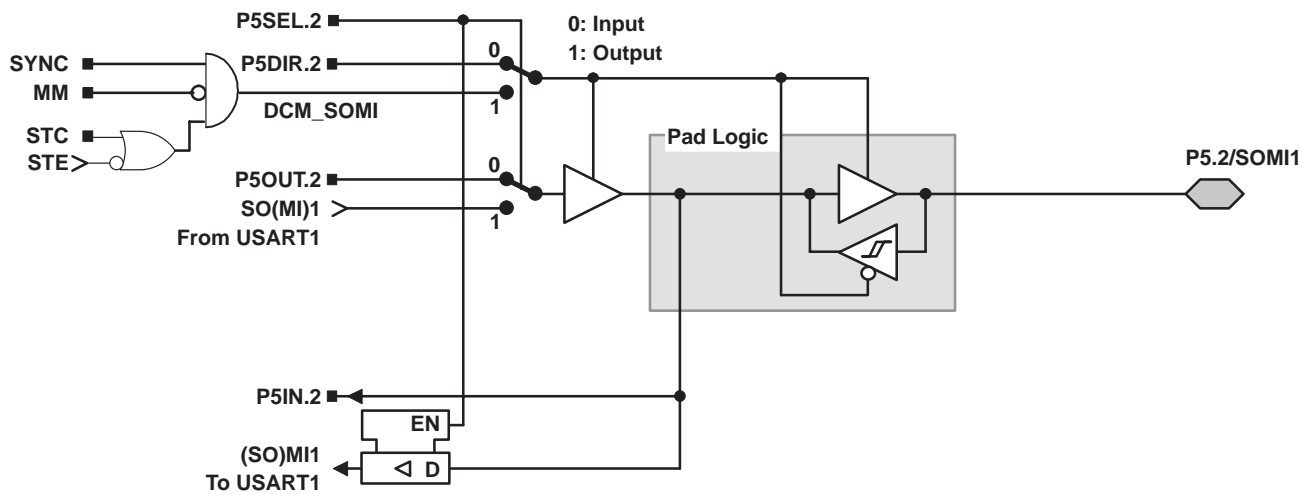 P5SEL.2
0: Input
1: Output
SYNC
MM
STC
STE
P5DIR.2
0
1
DCM_SOMI
Pad Logic
P5.2/SOMI1
P5OUT.2
0
SO(MI)1
1
From USART1
P5IN.2
EN
(SO)MI1
D
To USART1